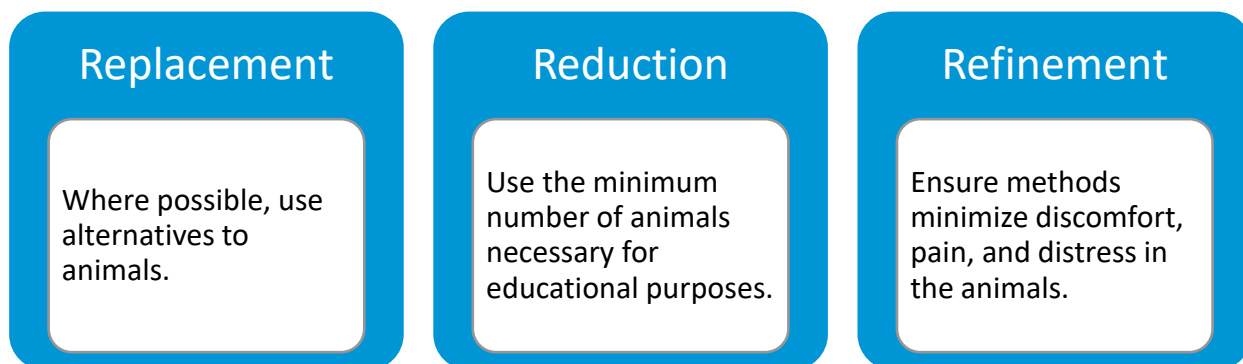 Replacement
Where possible, use
alternatives to
animals.
Reduction
Use the minimum
number of animals
necessary for
educational purposes.
Refinement
Ensure methods
minimize discomfort,
pain, and distress in
the animals.